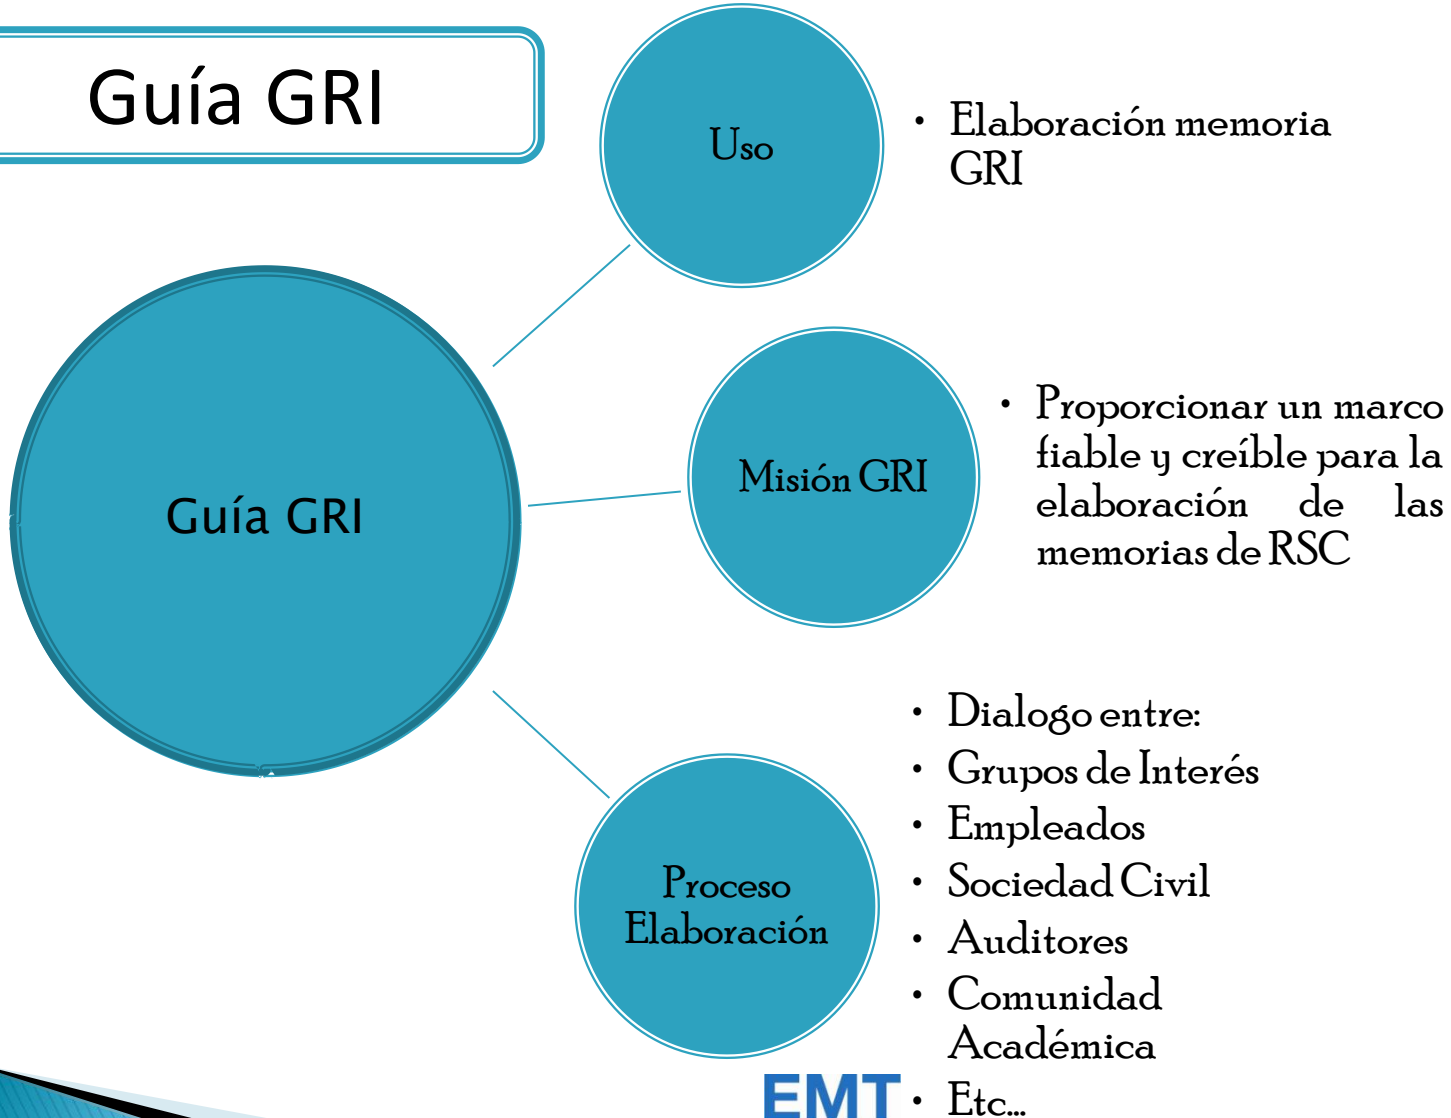 Guía GRI
Uso
• Elaboración memoria
GRI
Guía GRI
Misión GRI
• Proporcionar un marco
fiable y creíble para la
elaboración de las
memorias de RSC
Proceso
Elaboración
• Dialogo entre:
• Grupos de Interés
• Empleados
• Sociedad Civil
• Auditores
• Comunidad
Académica
• Etc...
EMT